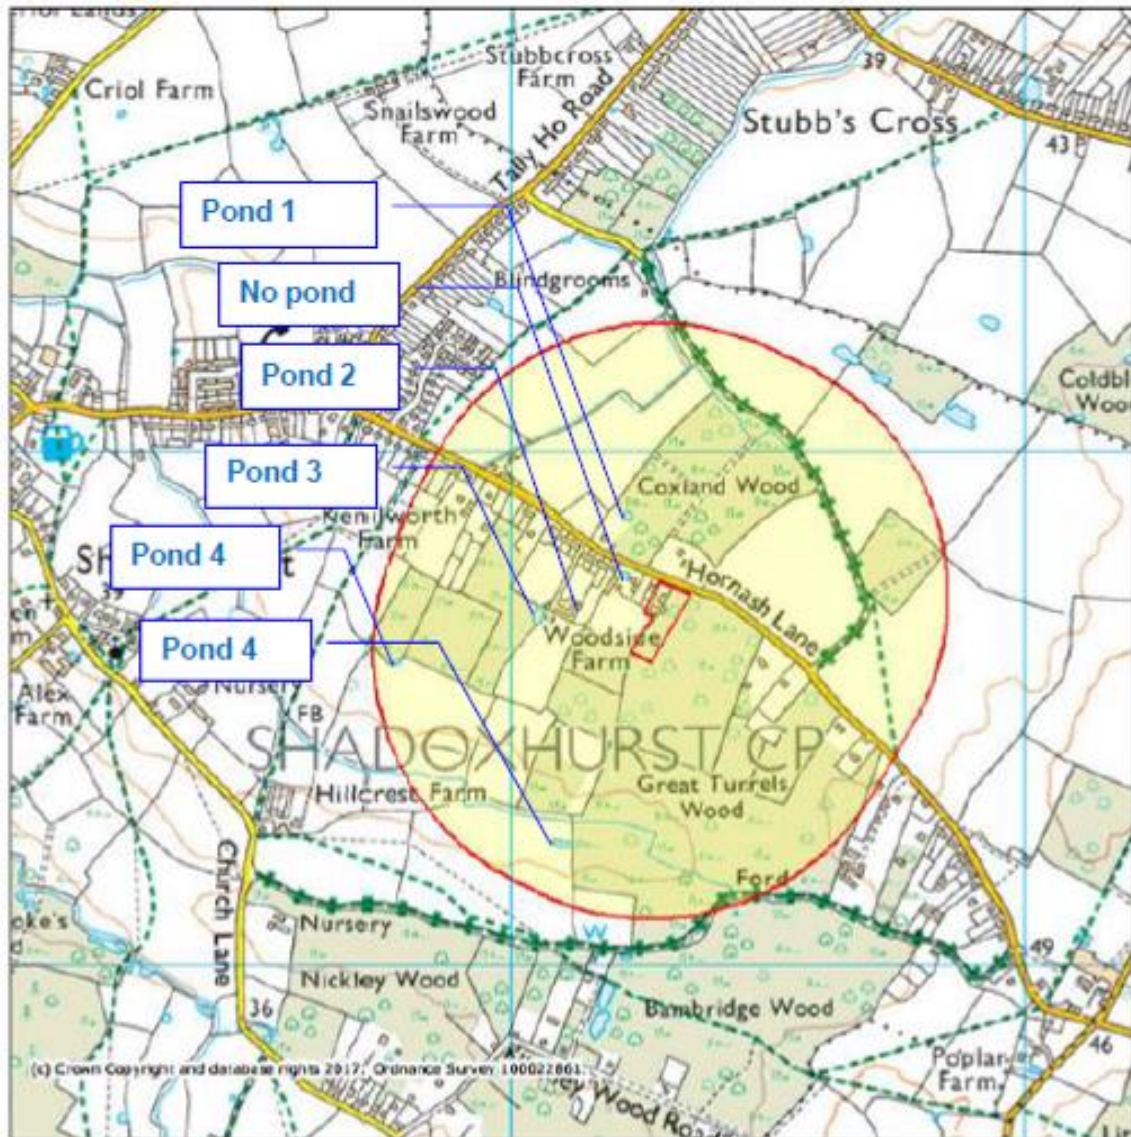 Criol Farm
Stubbcross
Farm
Snailswood
Farm
Tally Ho Road
39
Stubb's Cross
43
Pond 1
No pond
Blindgrooms
Pond 2
Pond 3
Coxland Wood
Kenilworth
Farm
Pond 4
39
Hornash Lane
Woodside
Farm
Pond 4
Nursery
Alex
Farm
FB
SHADOXHURST CP
Great Turrels
Wood
Hillcrest Farm
Church Lane
Ford
Nursery
W
Nickley Wood
49
Bambridge Wood
36
46
Poplar
Farm
(c) Crown Copyright and database rights 2017. Ordnance Survey 100022861.
Wood Road